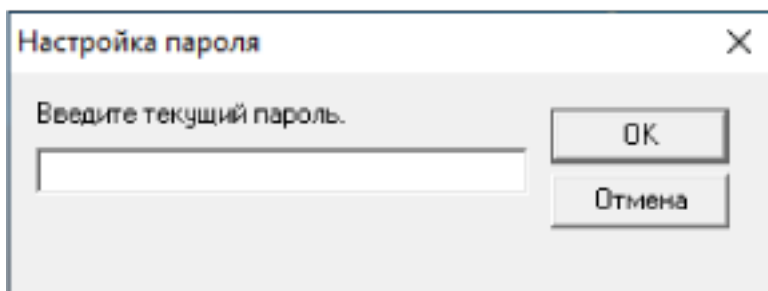 Настройка пароля
Введите текущий пароль.
OK
Отмена